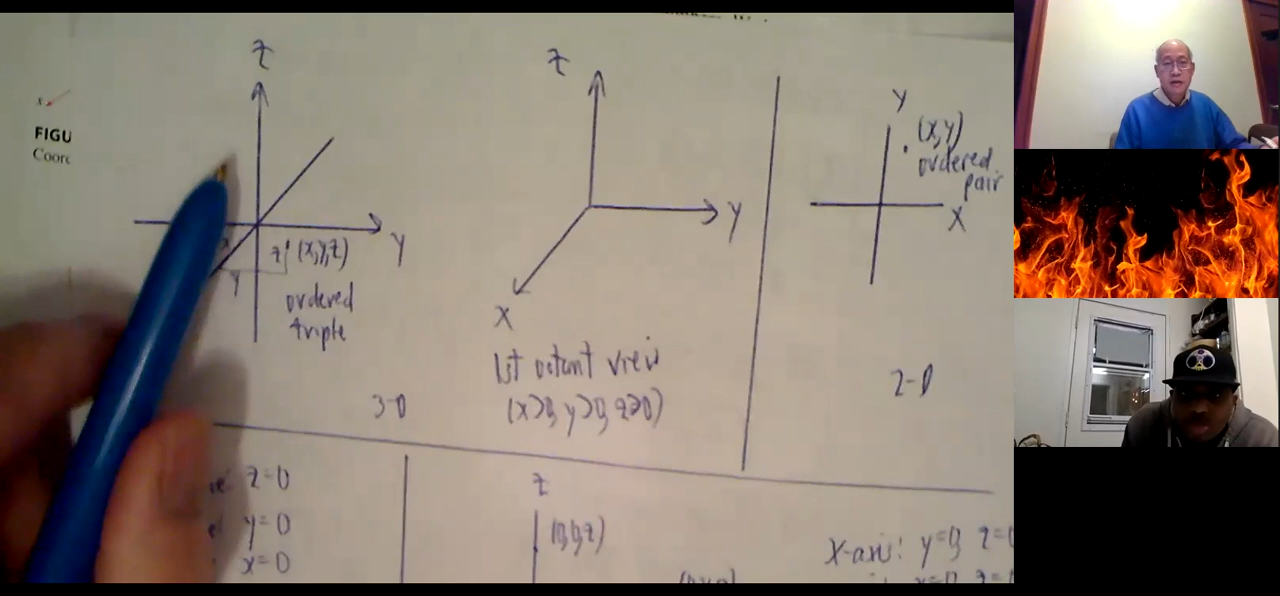 x
FIGU
Coord
z
Y
x
y
z
(x,y,z)
ordered
triple
3-D
z
Y
X
1st octant view
(x>0, y>0, z>0)
Y
(x,y)
ordered
pair
X
2-D
z=0
y=0
x=0
z
(0,0,z)
X-axis: y=0, z=0